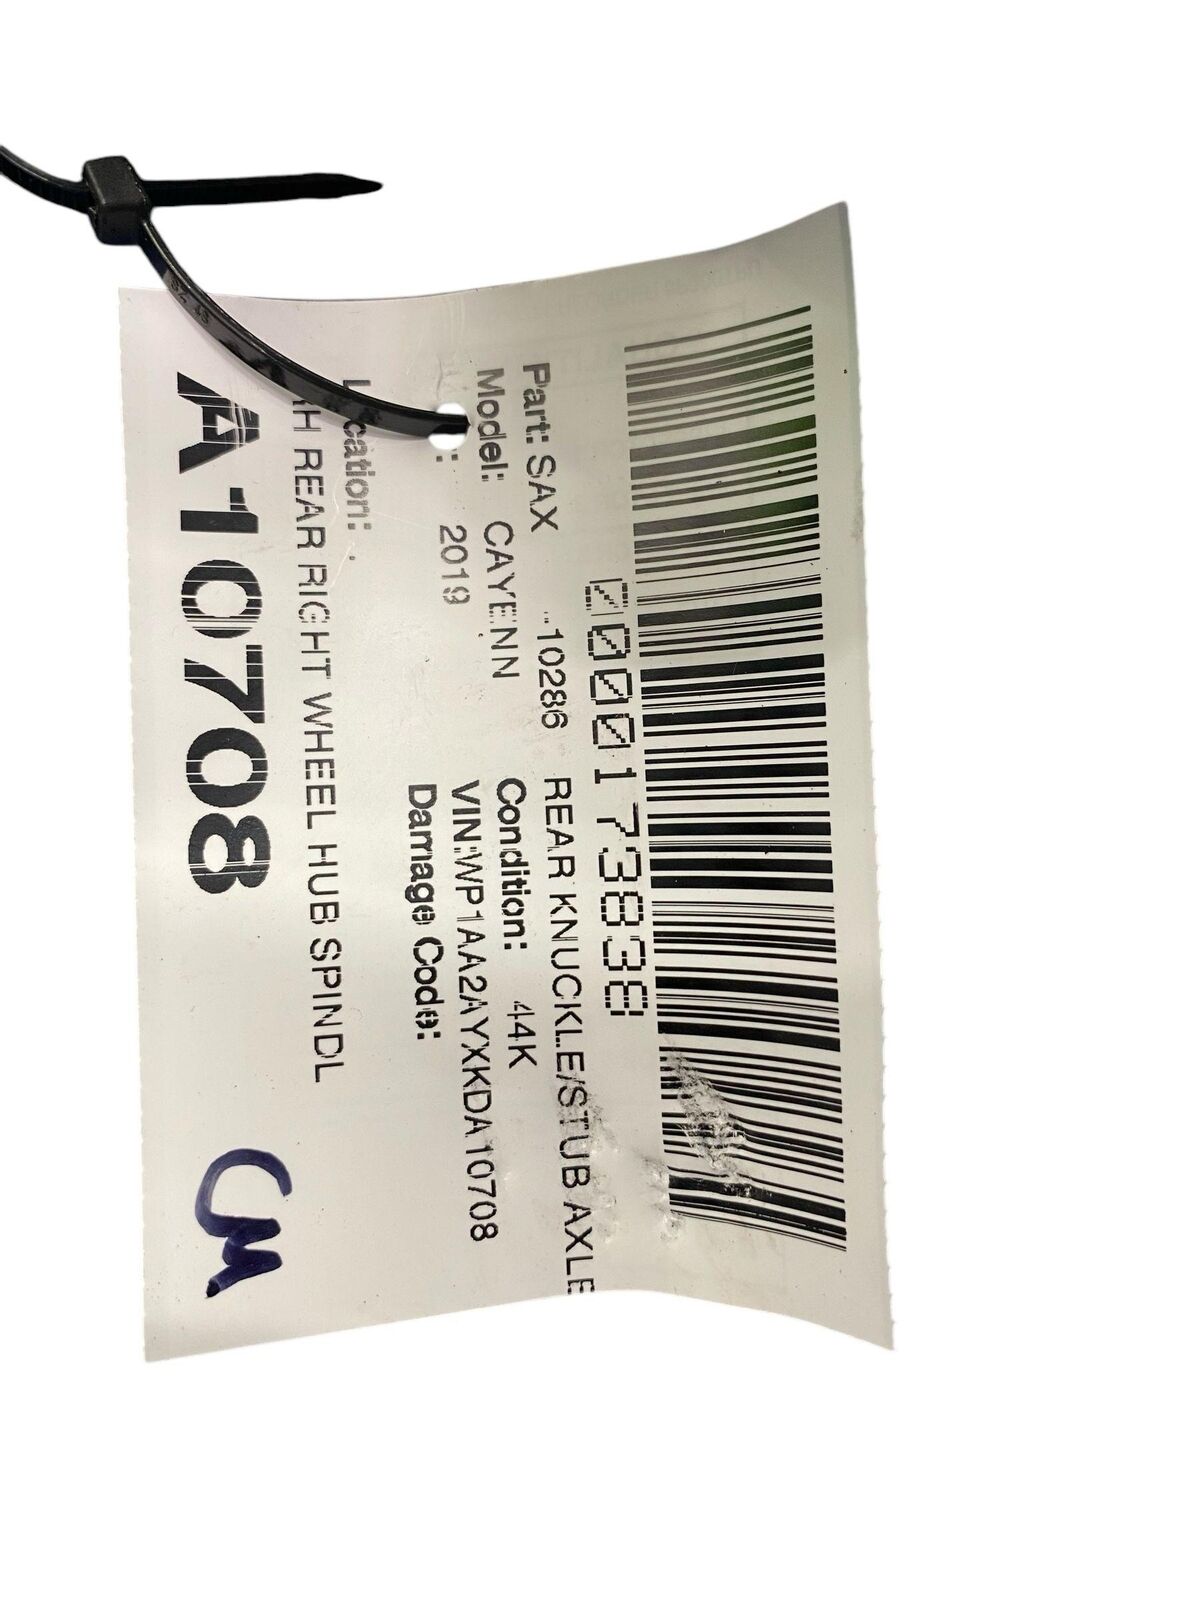 000173838
Part: SAX 10286 REAR KNUCKLE/STUB AXLE
Model: CAYENN Condition: 44K
: 2019 VIN:WP1AA2AYXKDA10708
Damage Code:
Location: .
RH REAR RIGHT WHEEL HUB SPINDL
A10708
CM